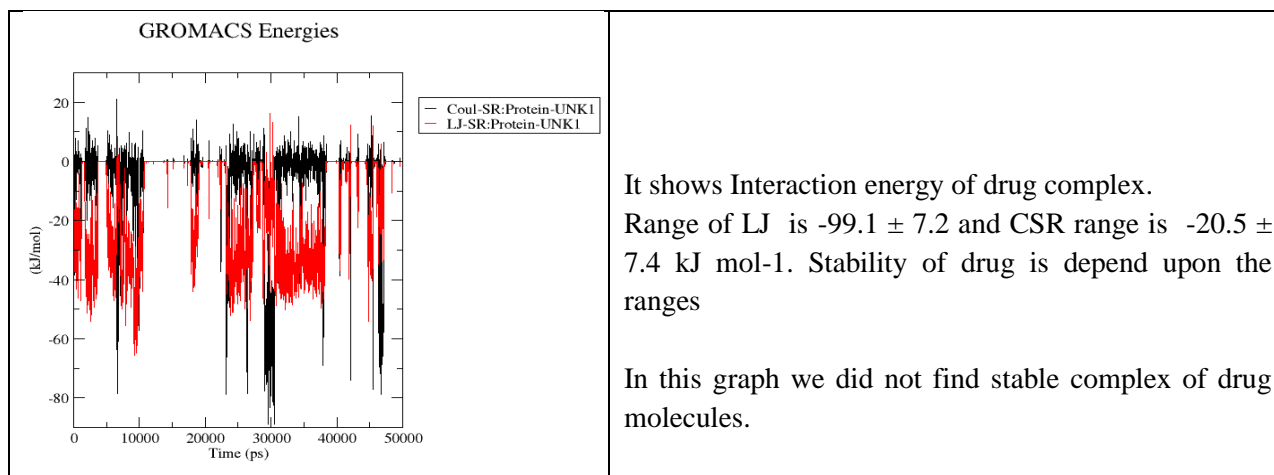 GROMACS Energies
20
0
-20
-40
-60
-80
(kJ/mol)
0
10000
20000
30000
40000
50000
Time (ps)
Coul-SR:Protein-UNK1
LJ-SR:Protein-UNK1
It shows Interaction energy of drug complex.
Range of LJ is -99.1 ± 7.2 and CSR range is -20.5 ±
7.4 kJ mol-1. Stability of drug is depend upon the
ranges
In this graph we did not find stable complex of drug
molecules.